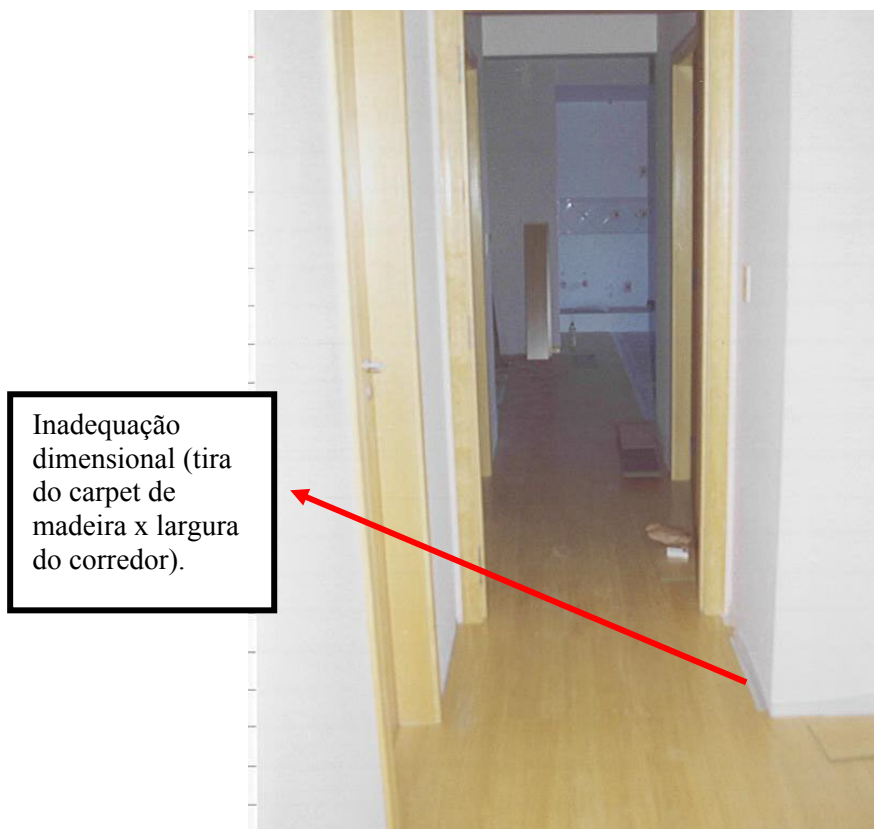 Inadequação
dimensional (tira
do carpet de
madeira x largura
do corredor).